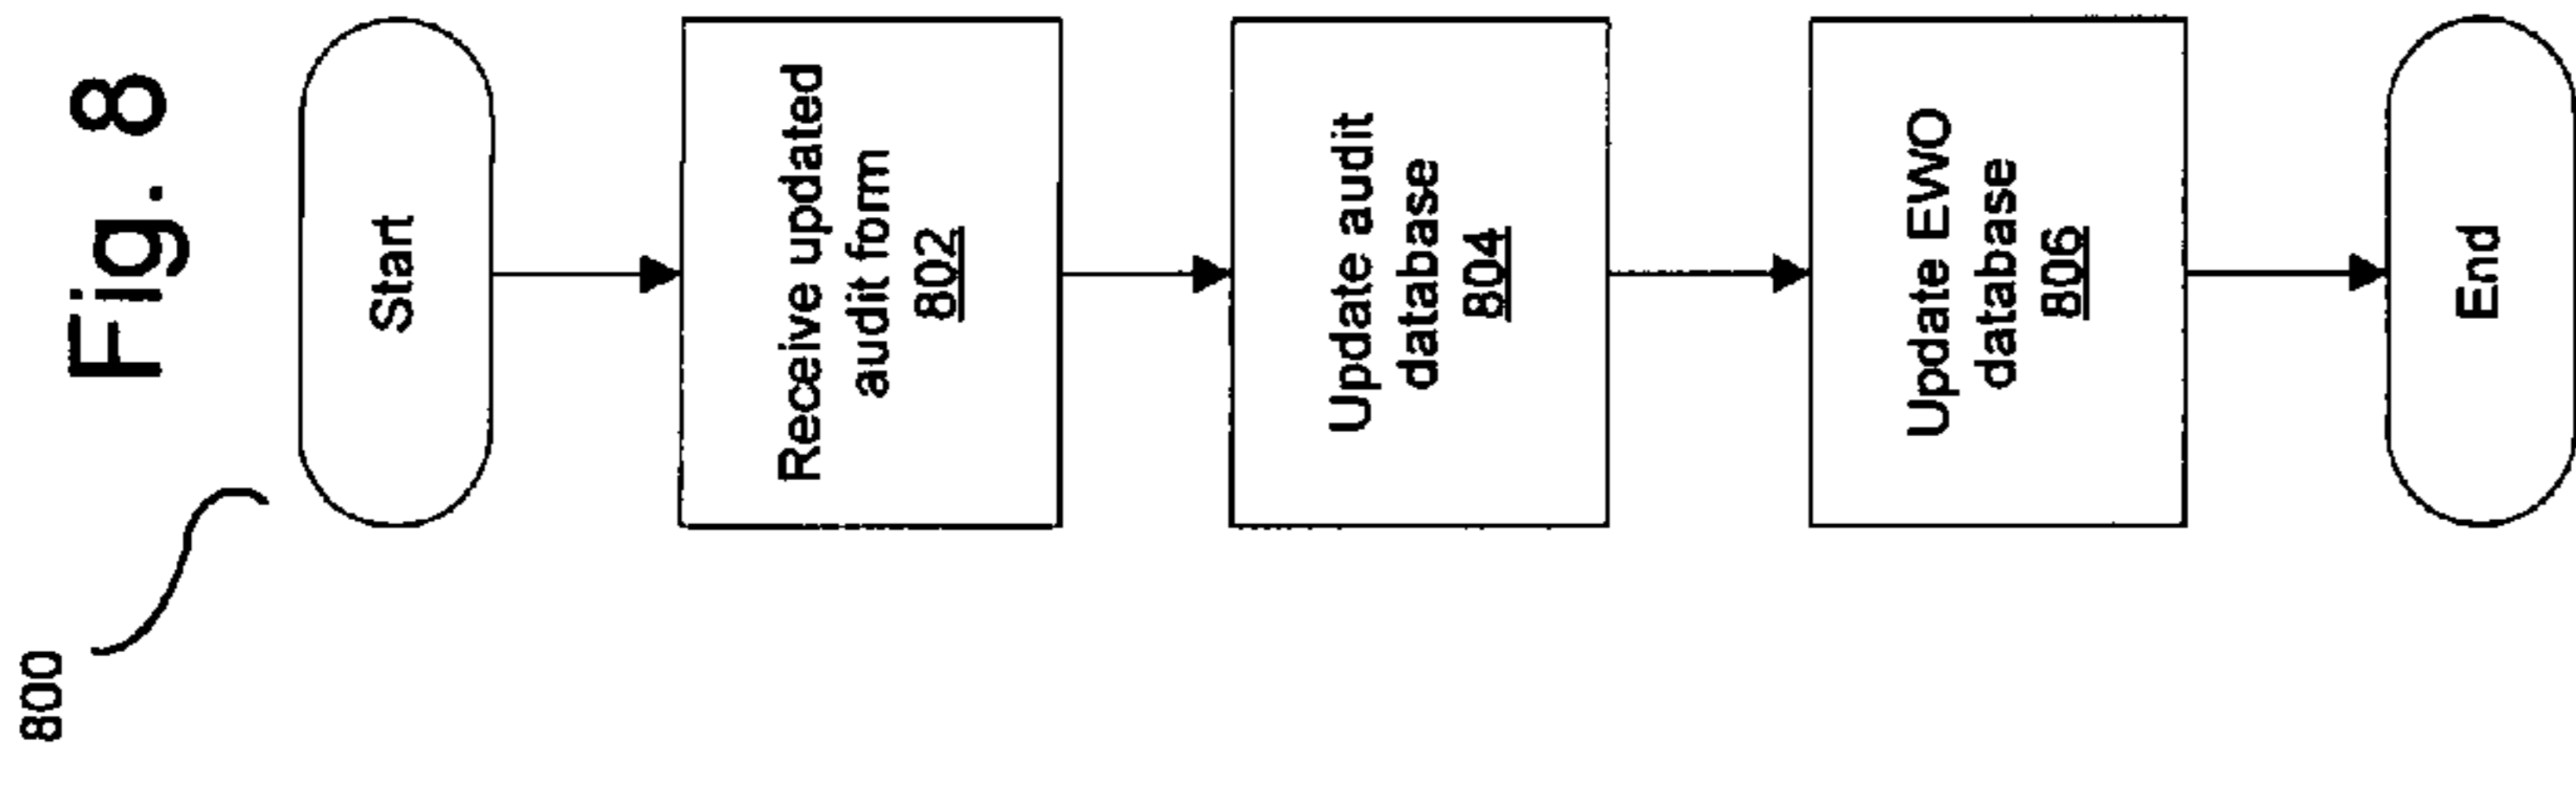 Fig. 8
800
Start
Receive updated
audit form
802
Update audit
database
804
Update EWO
database
806
End